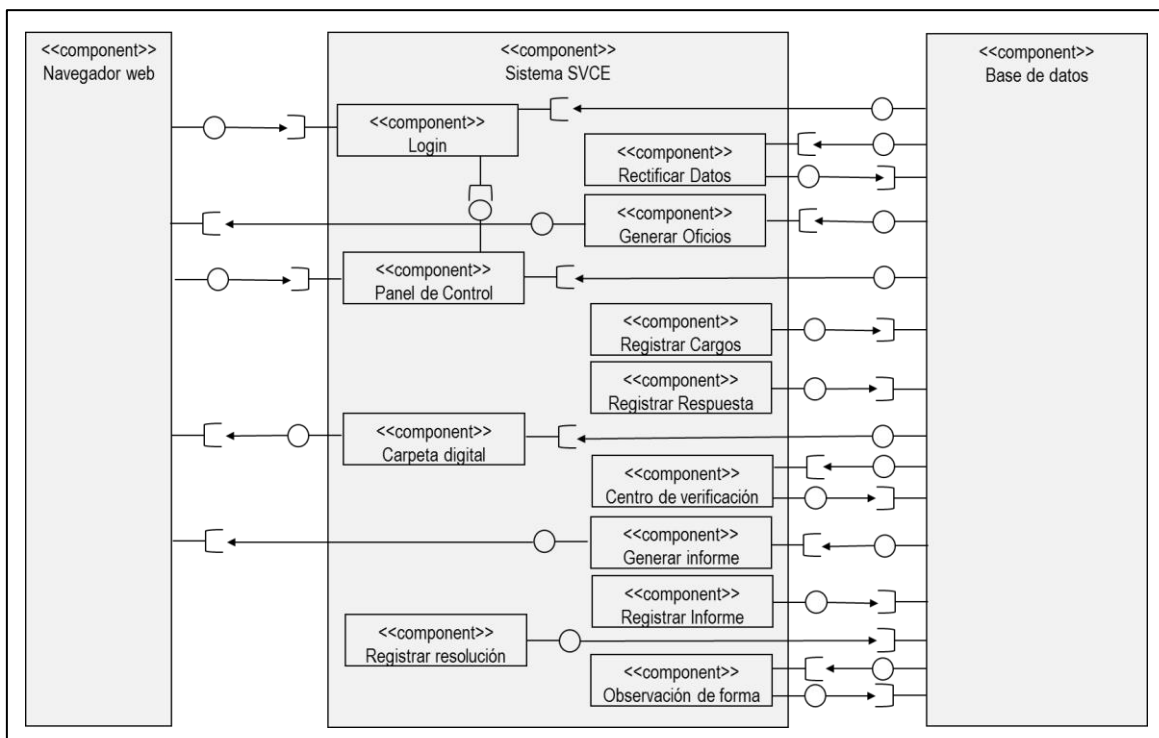 <<component>>
Navegador web
<<component>>
Sistema SVCE
<<component>>
Base de datos
<<component>>
Login
<<component>>
Rectificar Datos
<<component>>
Generar Oficios
<<component>>
Panel de Control
<<component>>
Registrar Cargos
<<component>>
Registrar Respuesta
<<component>>
Carpeta digital
<<component>>
Centro de verificación
<<component>>
Generar informe
<<component>>
Registrar Informe
<<component>>
Registrar resolución
<<component>>
Observación de forma